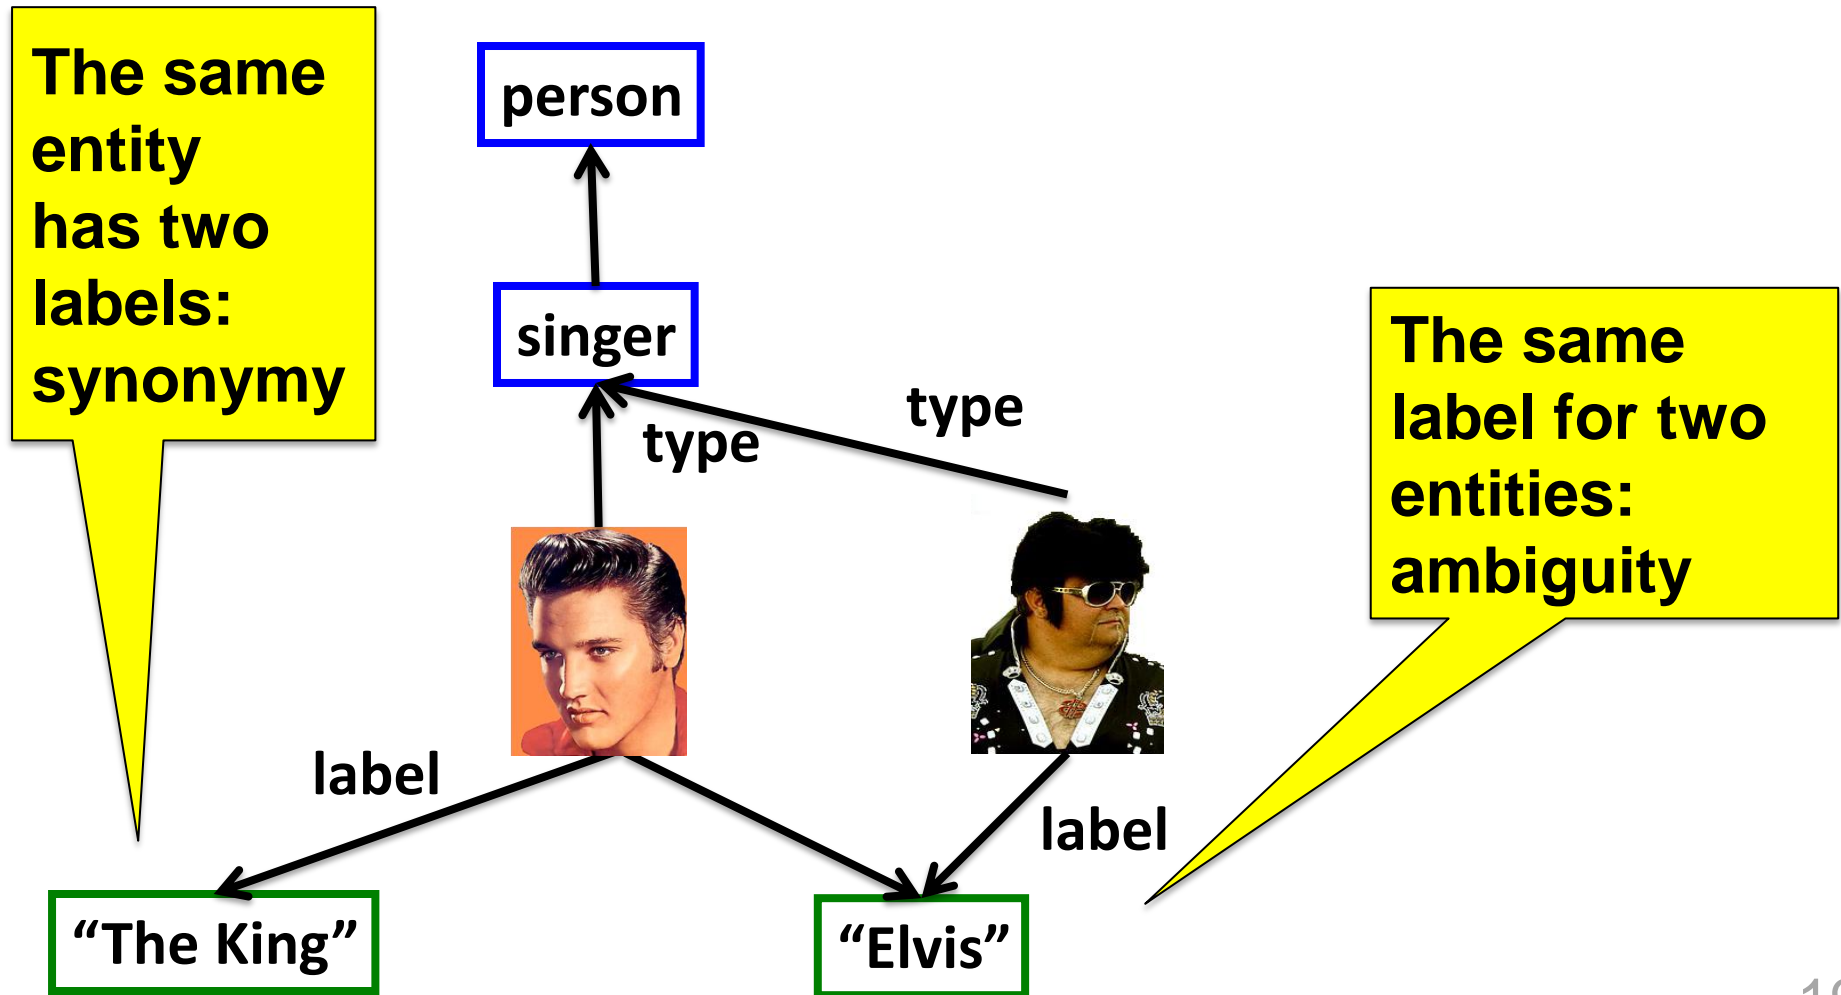 The same
entity
has two
labels:
synonymy
person
singer
type
type
The same
label for two
entities:
ambiguity
label
label
“The King”
“Elvis”